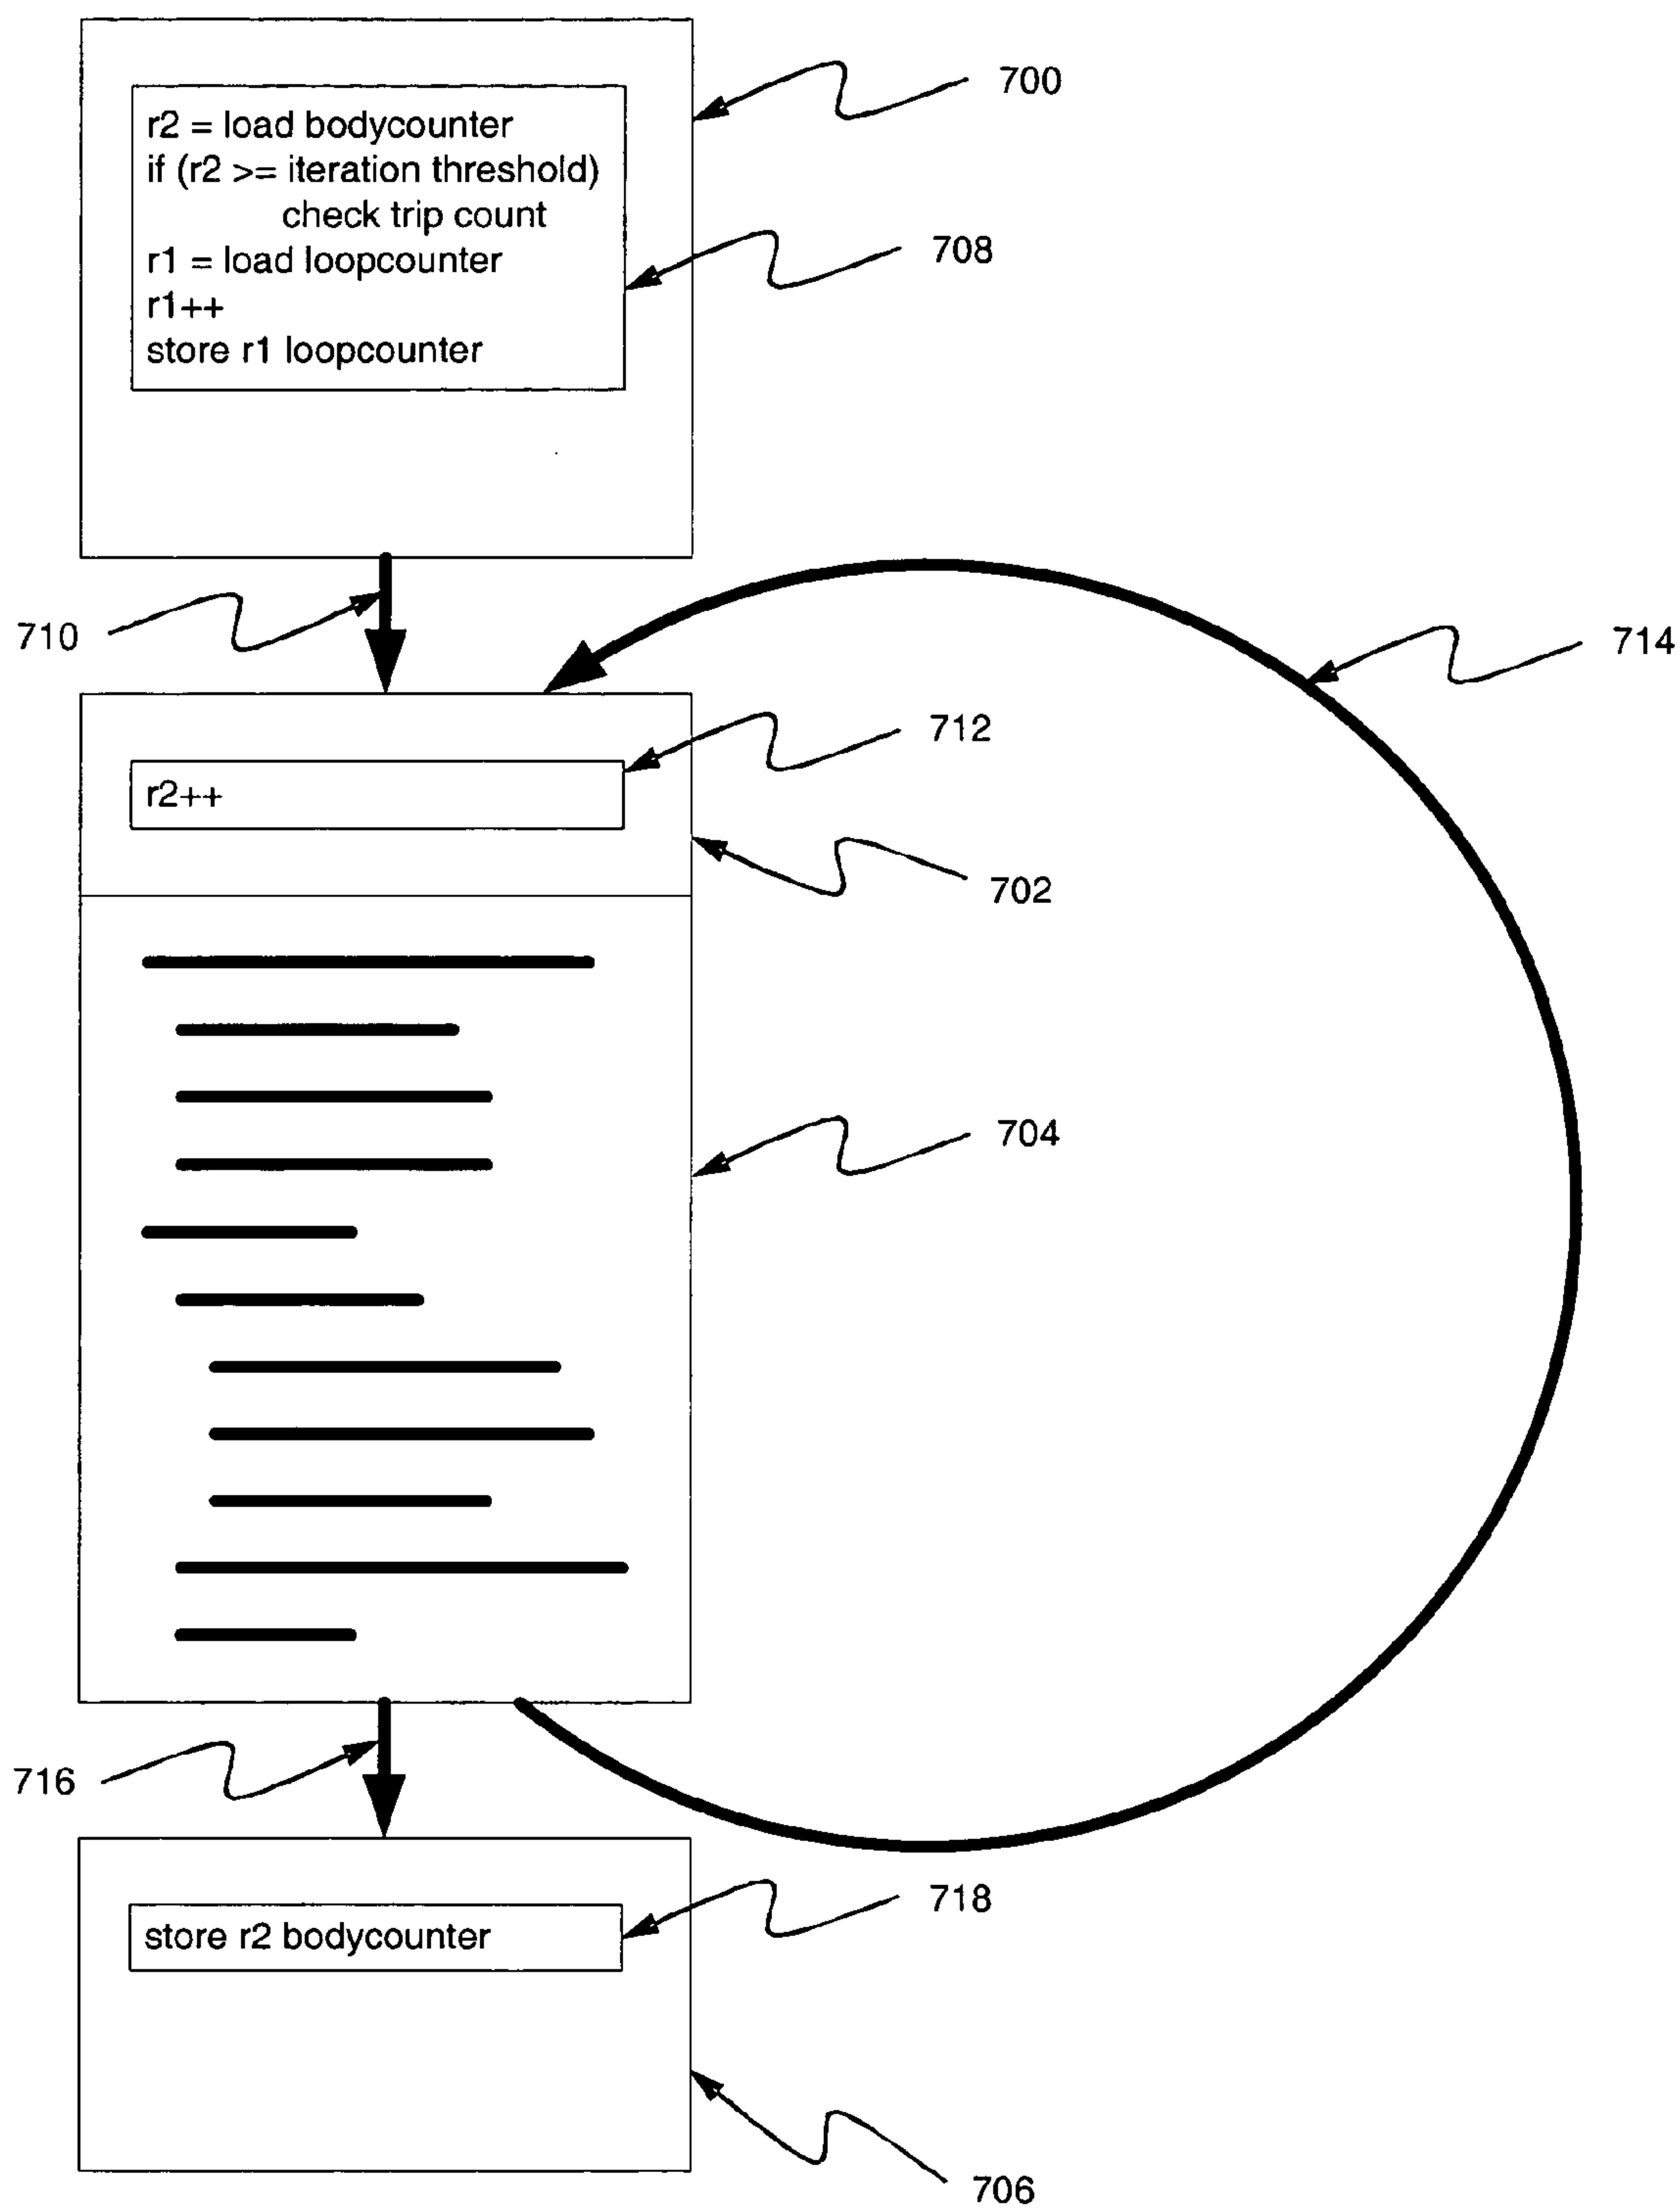 700
r2 = load bodycounter
if (r2 >= iteration threshold)
check trip count
r1 = load loopcounter
r1++
store r1 loopcounter
708
710
714
712
r2++
702
704
716
718
store r2 bodycounter
706